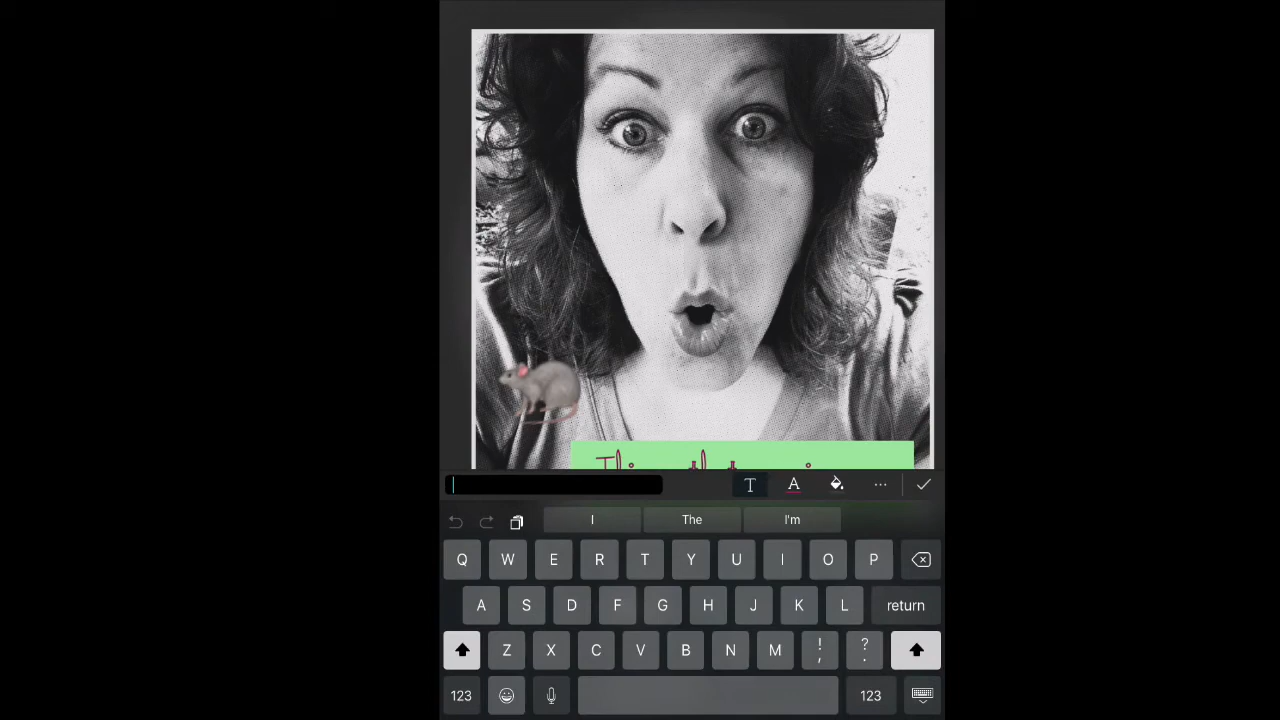 T A ... 
I The I'm
Q W E R T Y U I O P
A S D F G H J K L return
Z X C V B N M ! , ? .
123 123